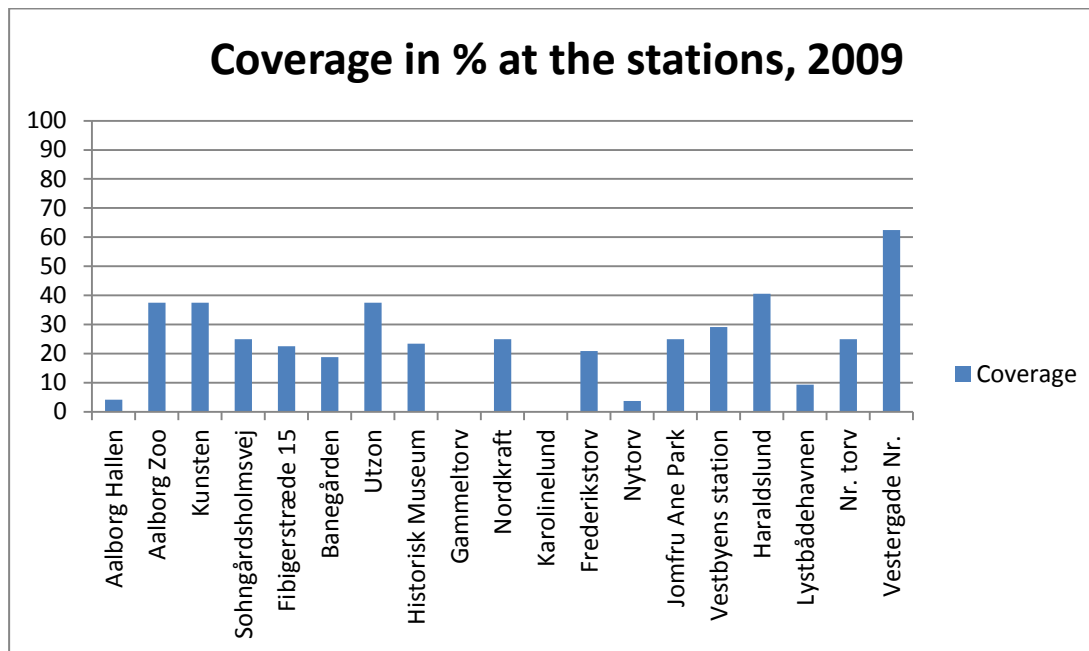 Coverage in % at the stations, 2009
100
90
80
70
60
50
40
30
20
10
0
Aalborg Hallen
Aalborg Zoo
Kunsten
Sohngårdsholmsvej
Fibigerstræde 15
Banegården
Utzon
Historisk Museum
Gammeltorv
Nordkraft
Karolinelund
Frederikstorv
Nytorv
Jomfru Ane Park
Vestbyens station
Haraldslund
Lystbådehavnen
Nr. torv
Vestergade Nr.
Coverage